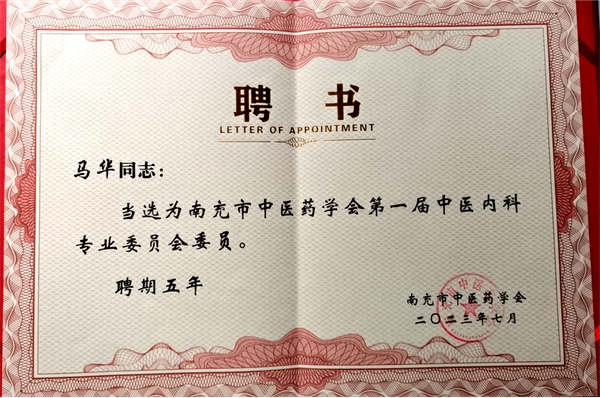 聘 书
LETTER OF APPOINTMENT
马华同志：
当选为南充市中医药学会第一届中医内科
专业委员会委员。
聘期五年
南充市中医药学会
二〇二三年七月